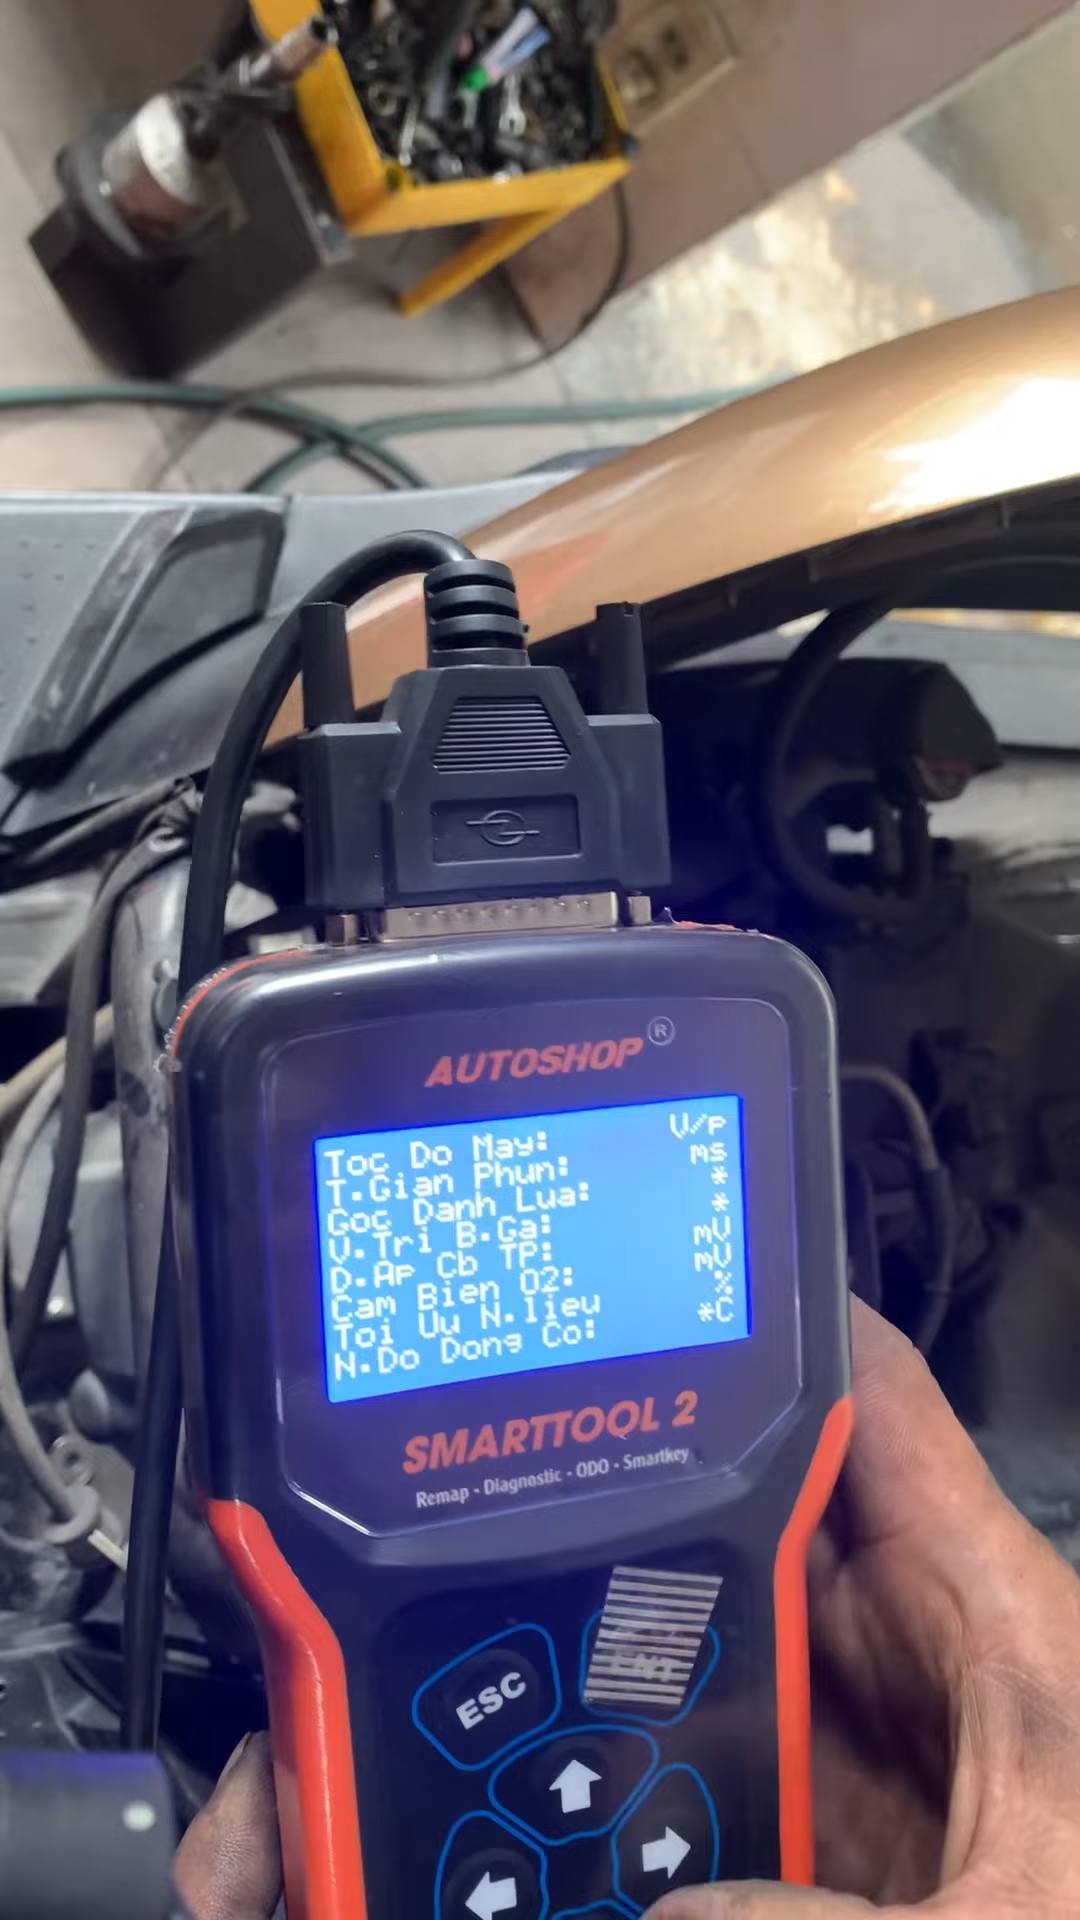 AUTOSHOP ®
Toc Do May: V/p
T.Gian Phun: ms
Goc Danh Lua: *
V.Tri B.Ga: *
D.Ap Cb TP: mV
Cam Bien O2: mV
Toi Uu N.lieu %
N.Do Dong Co: *C
SMARTTOOL 2
Remap - Diagnostic - ODO - Smartkey
ESC